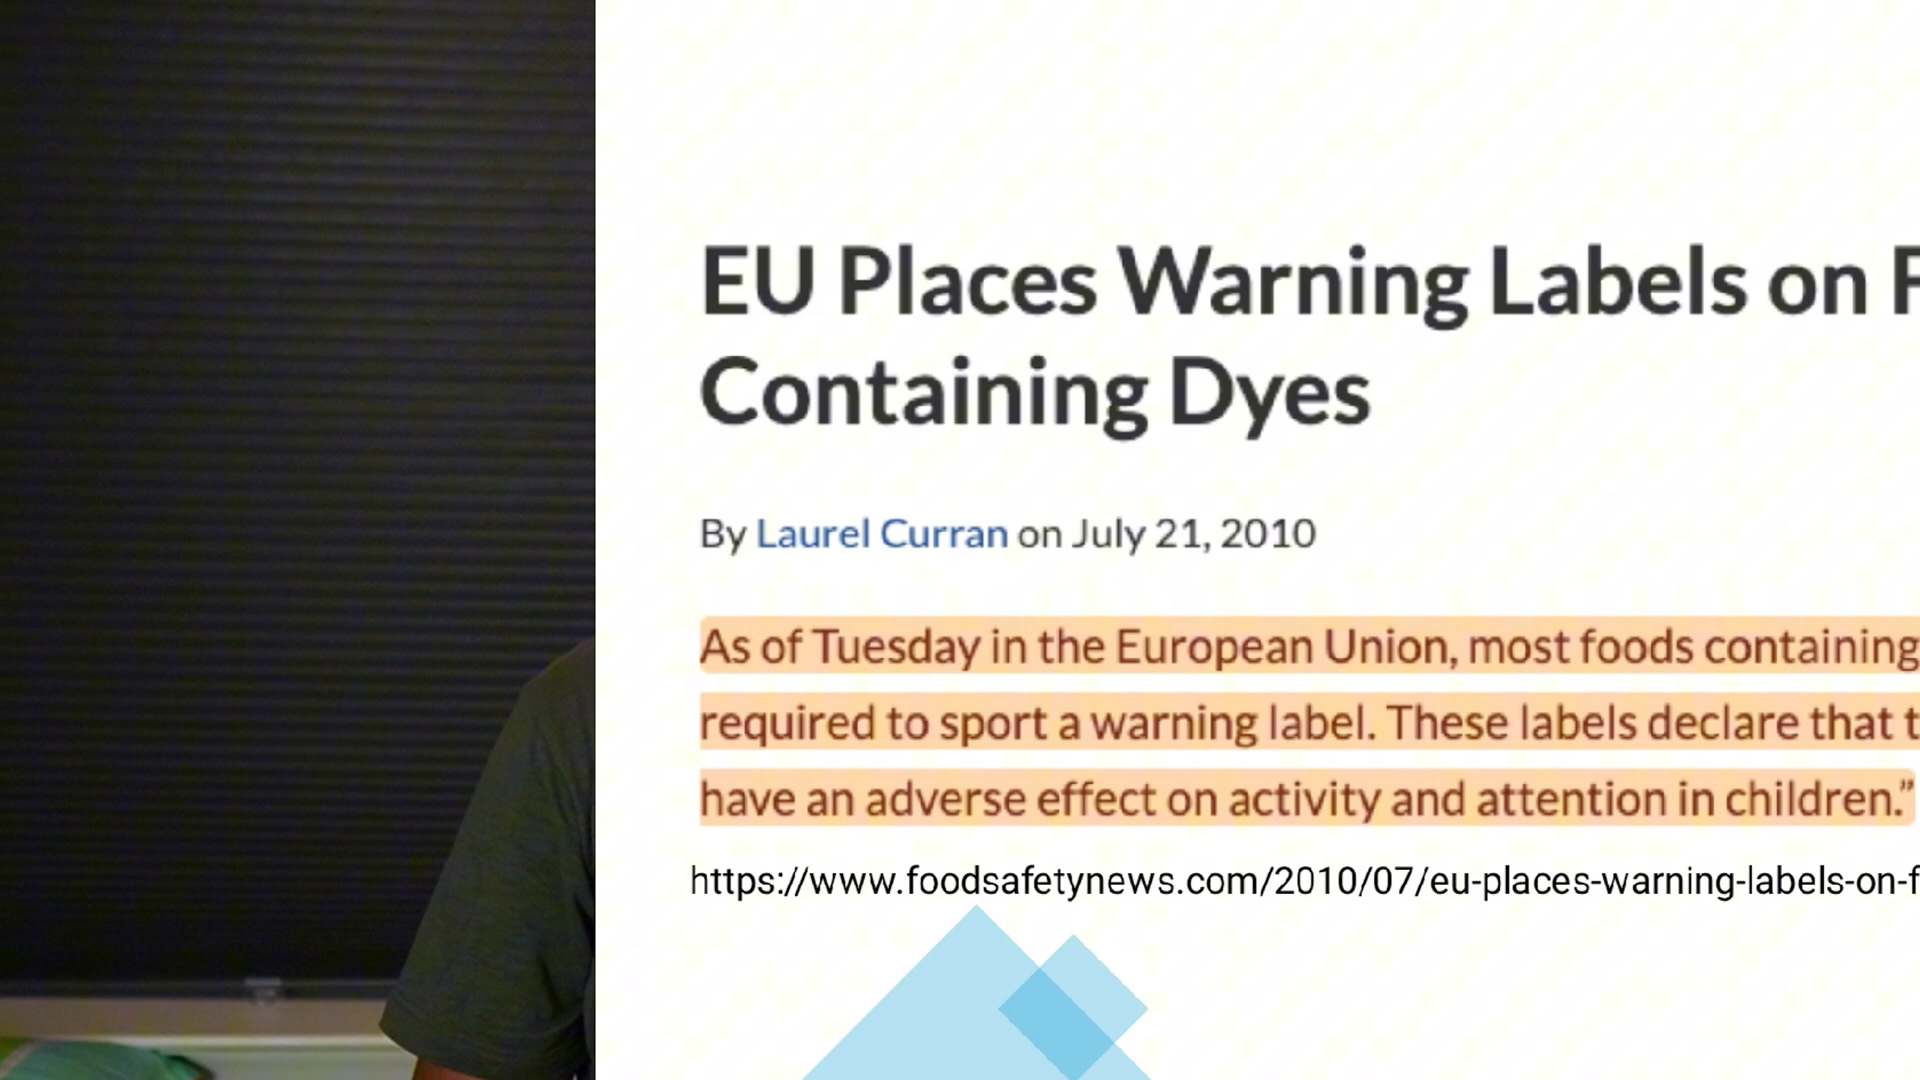 EU Places Warning Labels on
Containing Dyes
By Laurel Curran on July 21, 2010
As of Tuesday in the European Union, most foods containing
required to sport a warning label. These labels declare that
have an adverse effect on activity and attention in children.”
https://www.foodsafetynews.com/2010/07/eu-places-warning-labels-on-f